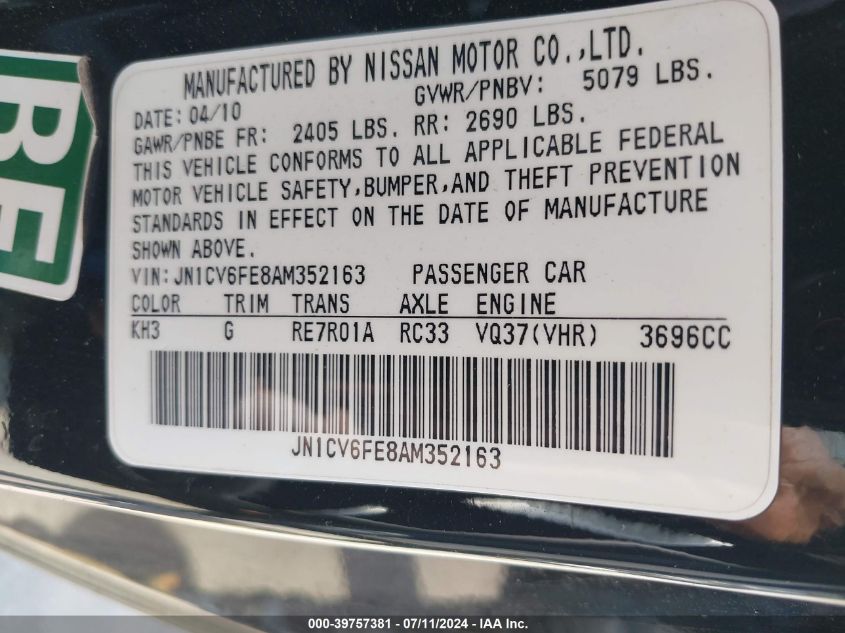 BE
MANUFACTURED BY NISSAN MOTOR CO.,LTD.
DATE: 04/10 GVWR/PNBV: 5079 LBS.
GAWR/PNBE FR: 2405 LBS. RR: 2690 LBS.
THIS VEHICLE CONFORMS TO ALL APPLICABLE FEDERAL
MOTOR VEHICLE SAFETY,BUMPER,AND THEFT PREVENTION
STANDARDS IN EFFECT ON THE DATE OF MANUFACTURE
SHOWN ABOVE.
VIN:JN1CV6FE8AM352163 PASSENGER CAR
COLOR TRIM TRANS AXLE ENGINE
KH3 G RE7R01A RC33 VQ37(VHR) 3696CC
JN1CV6FE8AM352163
000-39757381 / 07/11/2024 - COPART: Inc.